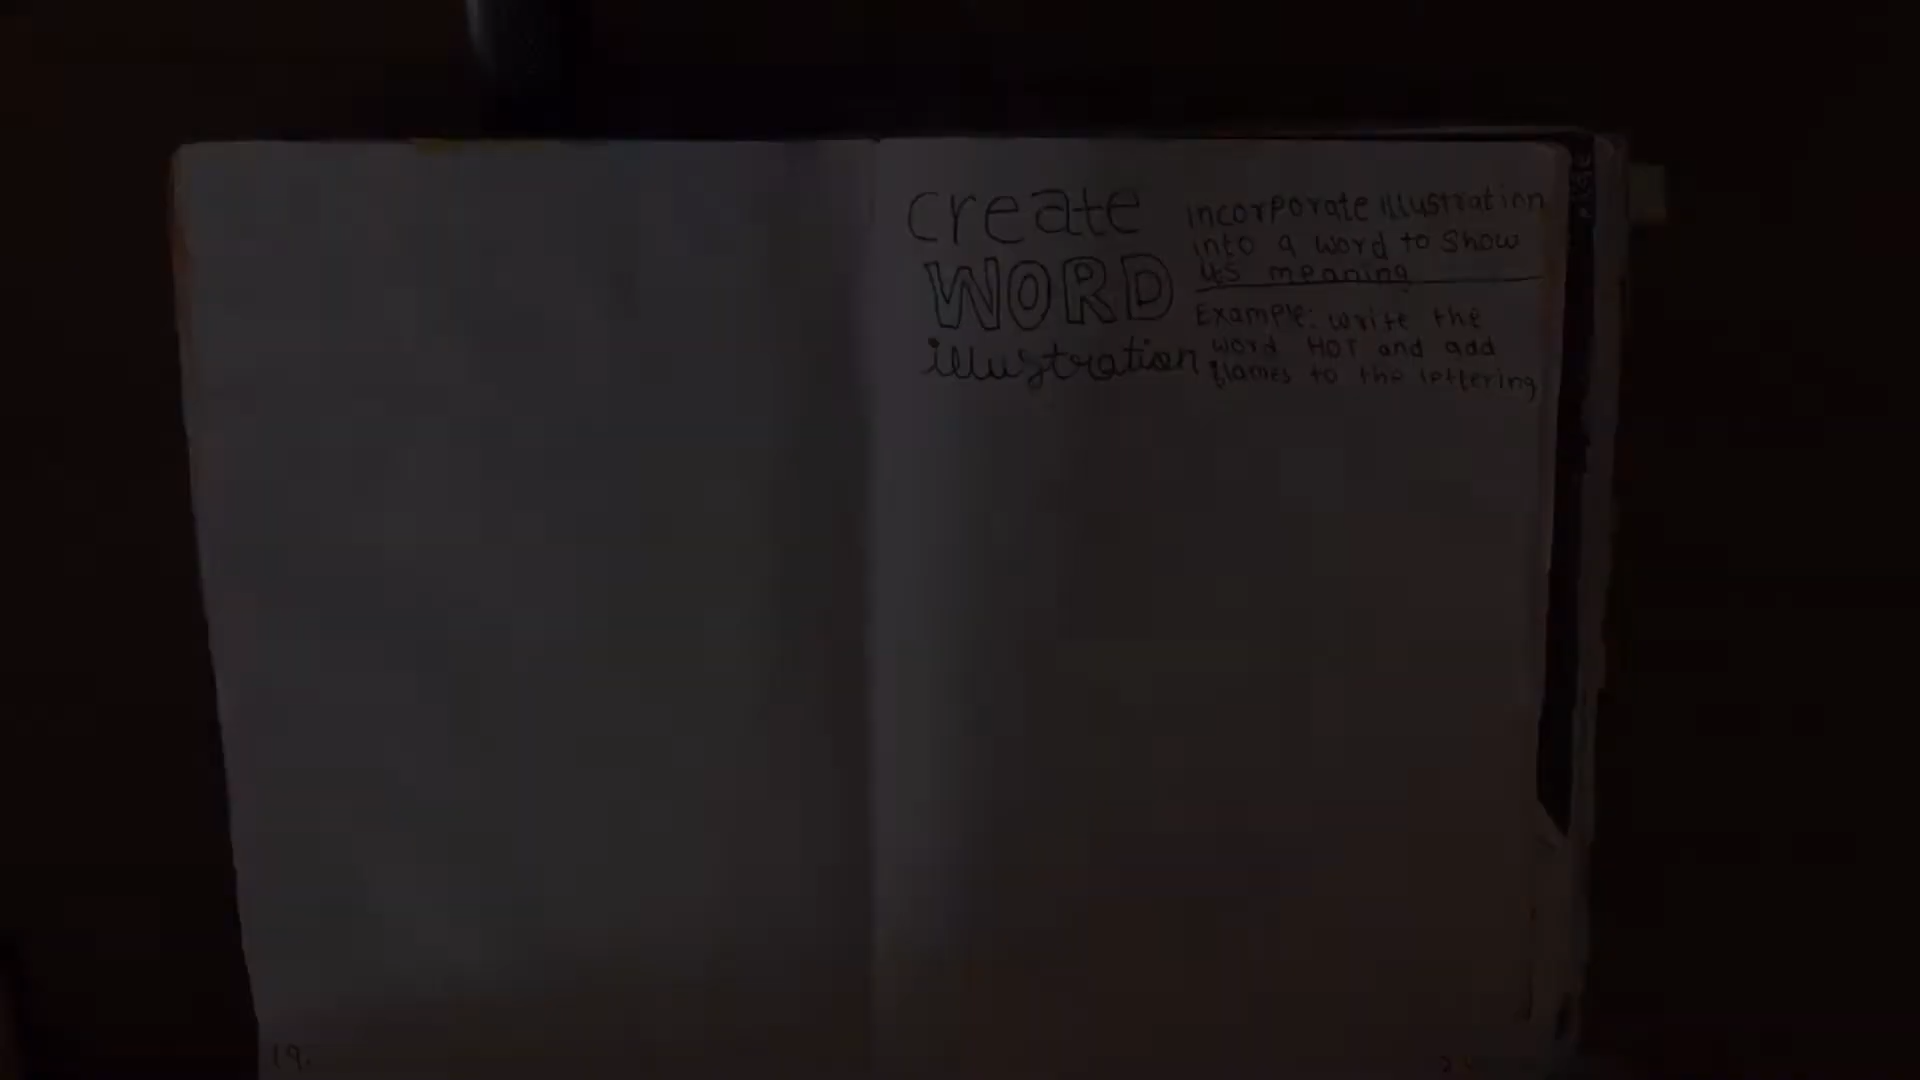 create
WORD
illustration
incorporate illustration
into a word to show
its meaning
Example: write the
word HOT and add
flames to the lettering
19.